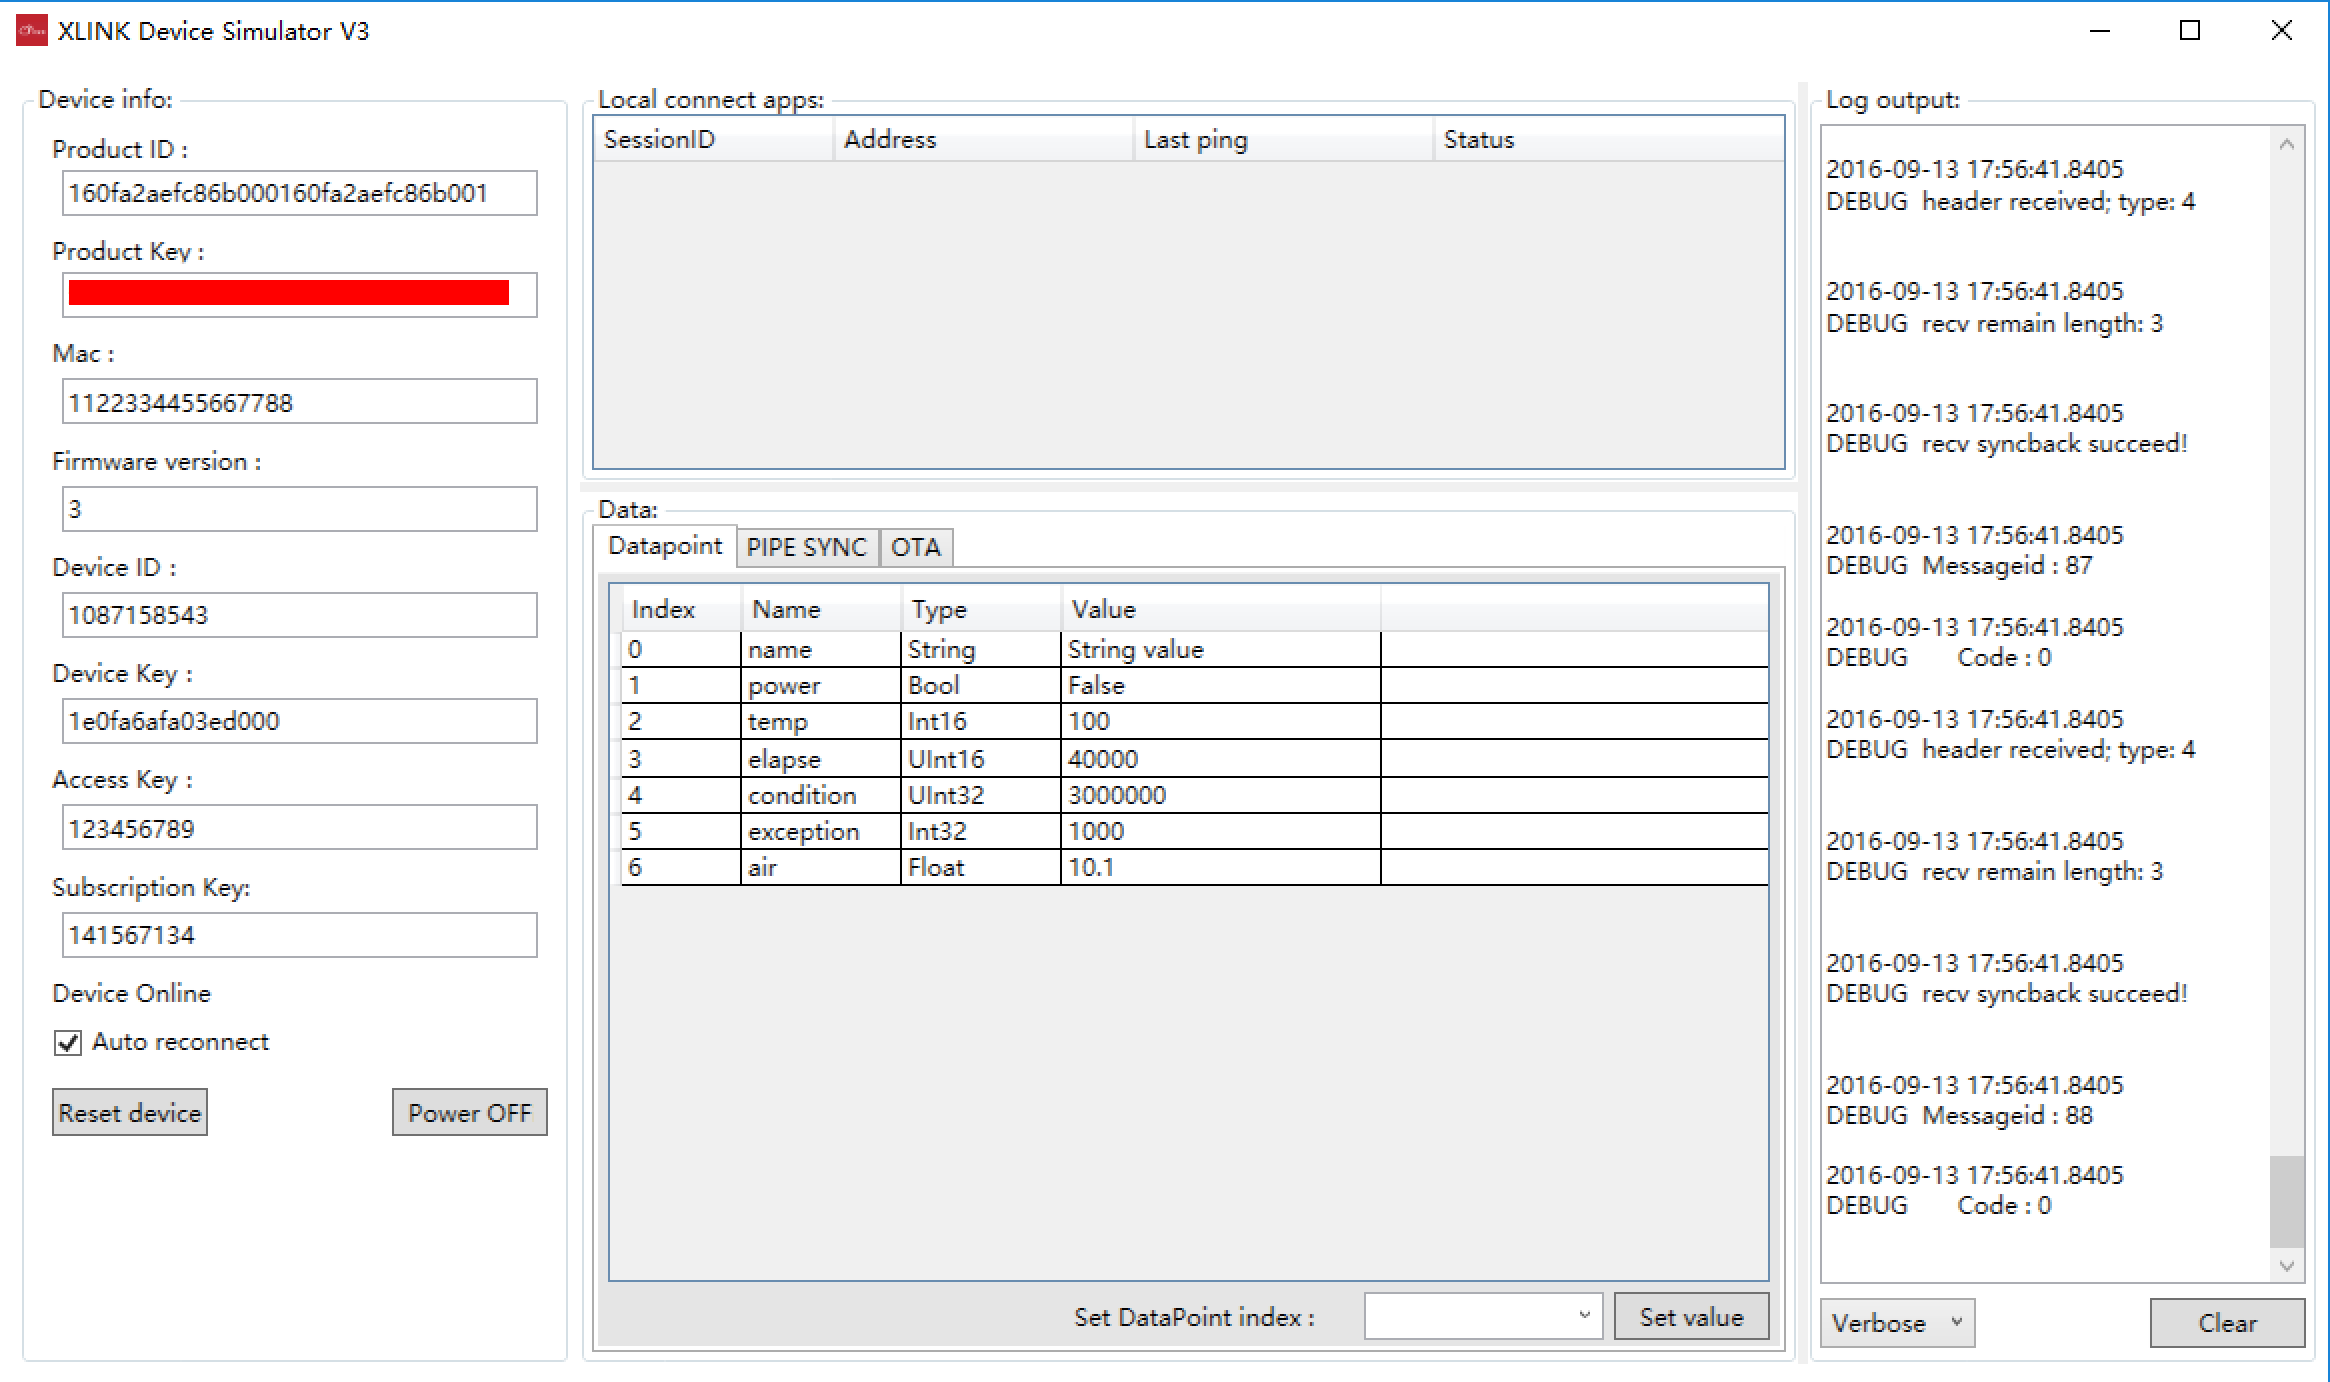 XLINK Device Simulator V3
Device info:
Product ID :
160fa2aefc86b000160fa2aefc86b001
Product Key :
Mac :
1122334455667788
Firmware version :
3
Device ID :
1087158543
Device Key :
1e0fa6afa03ed000
Access Key :
123456789
Subscription Key:
141567134
Device Online
Auto reconnect
Reset device Power OFF
Local connect apps:
SessionID Address Last ping Status
Data:
Datapoint PIPE SYNC OTA
Index Name Type Value
0 name String String value
1 power Bool False
2 temp Int16 100
3 elapse UInt16 40000
4 condition UInt32 3000000
5 exception Int32 1000
6 air Float 10.1
Set DataPoint index : Set value
Log output:
2016-09-13 17:56:41.8405
DEBUG header received; type: 4
2016-09-13 17:56:41.8405
DEBUG recv remain length: 3
2016-09-13 17:56:41.8405
DEBUG recv syncback succeed!
2016-09-13 17:56:41.8405
DEBUG Messageid : 87
2016-09-13 17:56:41.8405
DEBUG Code : 0
2016-09-13 17:56:41.8405
DEBUG header received; type: 4
2016-09-13 17:56:41.8405
DEBUG recv remain length: 3
2016-09-13 17:56:41.8405
DEBUG recv syncback succeed!
2016-09-13 17:56:41.8405
DEBUG Messageid : 88
2016-09-13 17:56:41.8405
DEBUG Code : 0
Verbose Clear